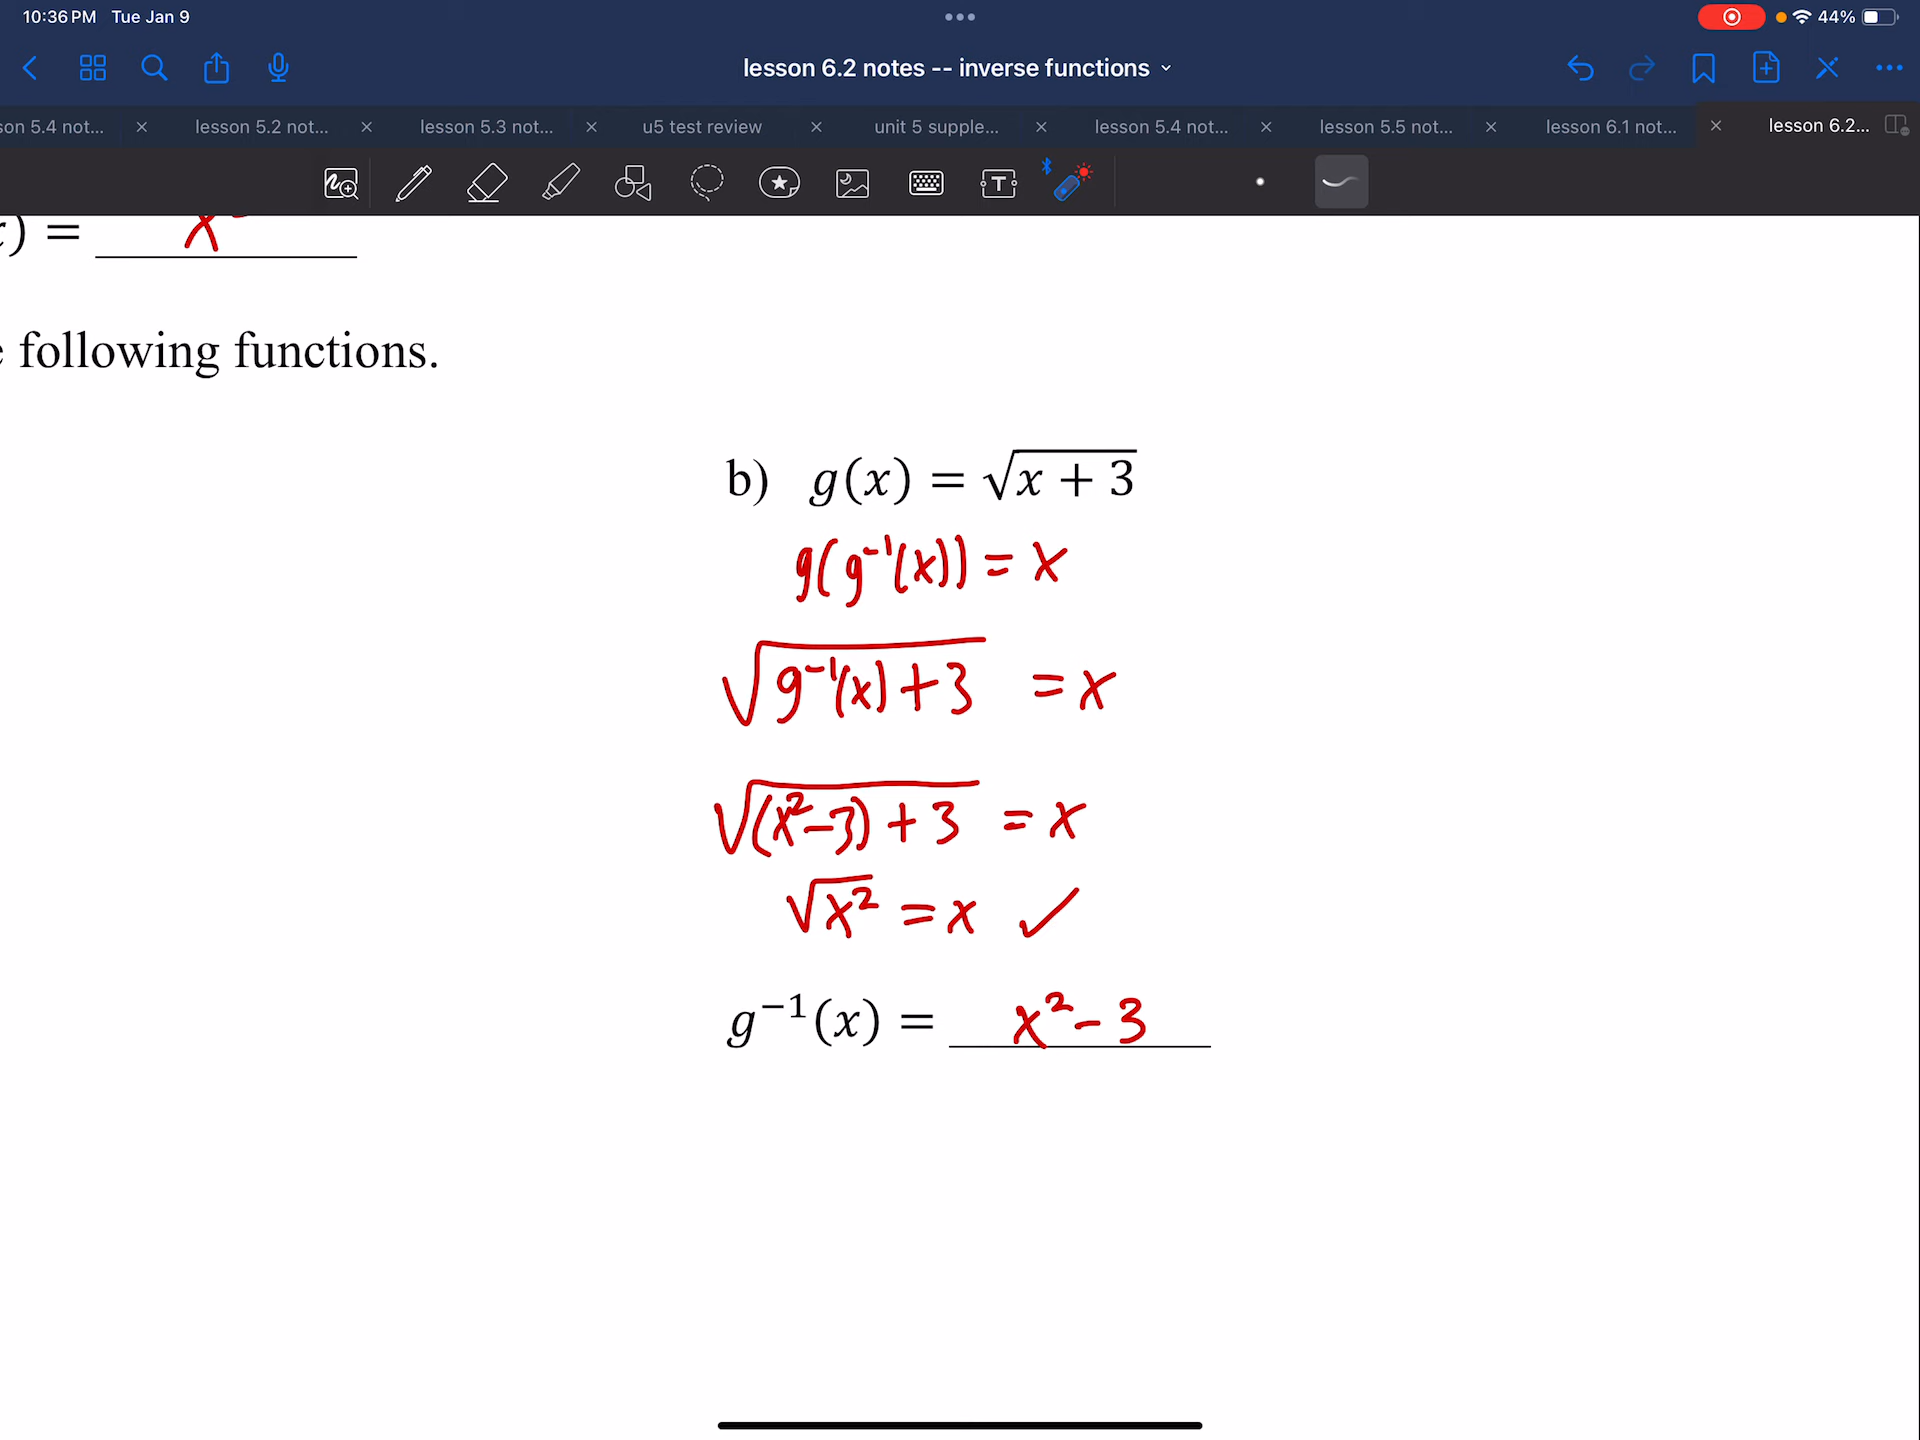 10:36 PM Tue Jan 9
44%
lesson 6.2 notes -- inverse functions
son 5.4 not... lesson 5.2 not... lesson 5.3 not... u5 test review unit 5 supple... lesson 5.4 not... lesson 5.5 not... lesson 6.1 not... lesson 6.2...
) =
following functions.
b) g(x) = √(x + 3)
g(g⁻¹(x)) = x
√(g⁻¹(x) + 3) = x
√((x² − 3) + 3) = x
√x² = x ✓
g⁻¹(x) = x² − 3